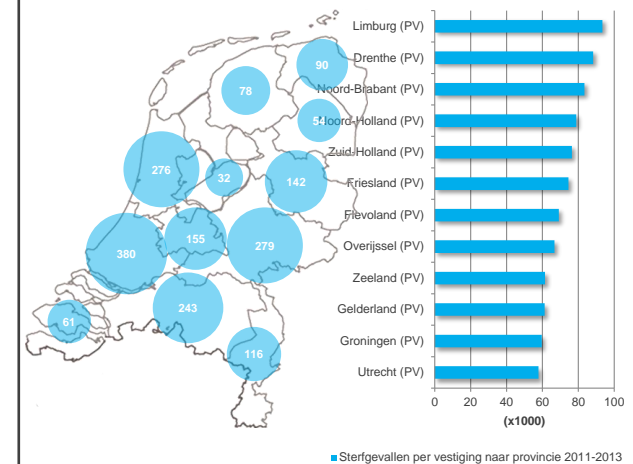 90
78
54
276
32
142
155
380
279
243
61
116
Limburg (PV)
Drenthe (PV)
Noord-Brabant (PV)
Noord-Holland (PV)
Zuid-Holland (PV)
Friesland (PV)
Flevoland (PV)
Overijssel (PV)
Zeeland (PV)
Gelderland (PV)
Groningen (PV)
Utrecht (PV)
0 20 40 60 80 100
(x1000)
Sterfgevallen per vestiging naar provincie 2011-2013